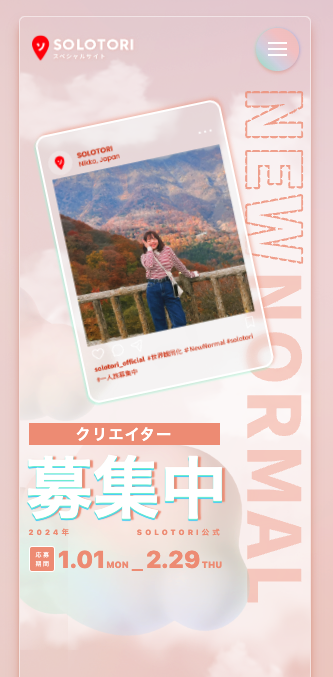 SOLOTORI
スペシャルサイト
NEW NORMAL
SOLOTORI
Nikko, Japan
solotori_official #世界観同化 #NewNormal #solotori
#一人旅募集中
クリエイター
募集中
2024年 SOLOTORI公式
応募
期間
1.01 MON _ 2.29 THU